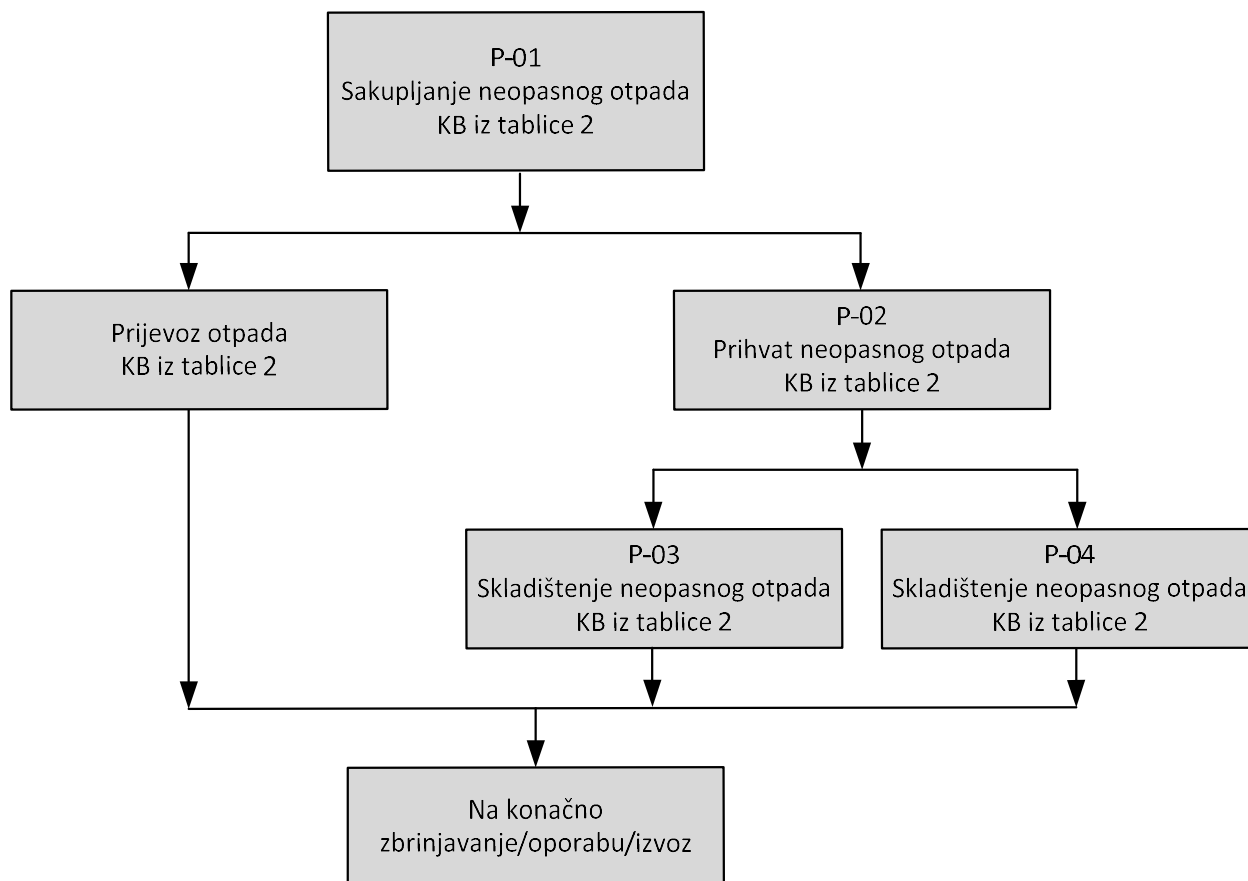 P-01
Sakupljanje neopasnog otpada
KB iz tablice 2
Prijevoz otpada
KB iz tablice 2
P-02
Prihvat neopasnog otpada
KB iz tablice 2
P-03
Skladištenje neopasnog otpada
KB iz tablice 2
P-04
Skladištenje neopasnog otpada
KB iz tablice 2
Na konačno
zbrinjavanje/oporabu/izvoz